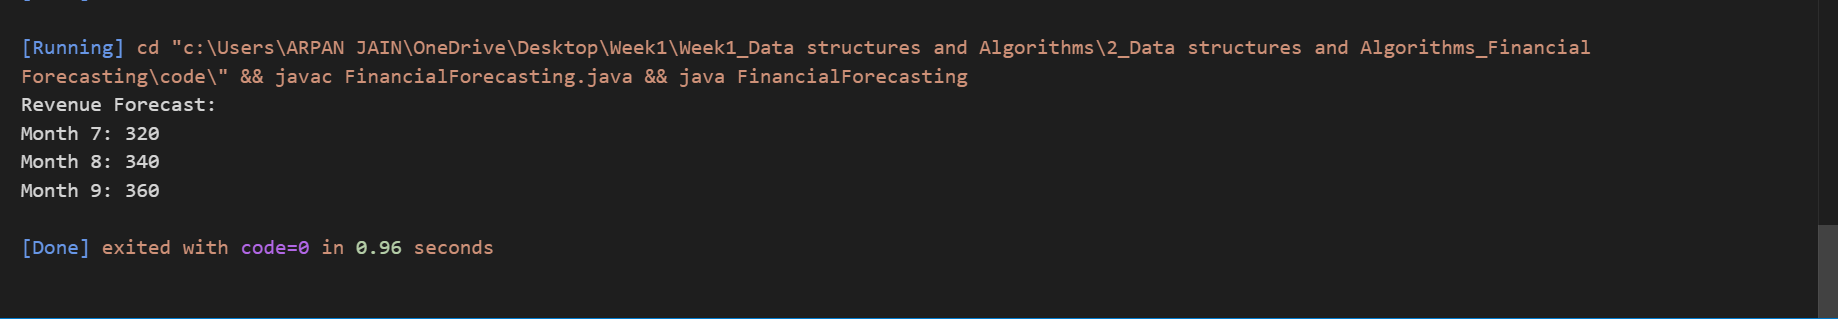 [Running] cd "c:\Users\ARPAN JAIN\OneDrive\Desktop\Week1\Week1_Data structures and Algorithms\2_Data structures and Algorithms_Financial
Forecasting\code\" && javac FinancialForecasting.java && java FinancialForecasting
Revenue Forecast:
Month 7: 320
Month 8: 340
Month 9: 360
[Done] exited with code=0 in 0.96 seconds